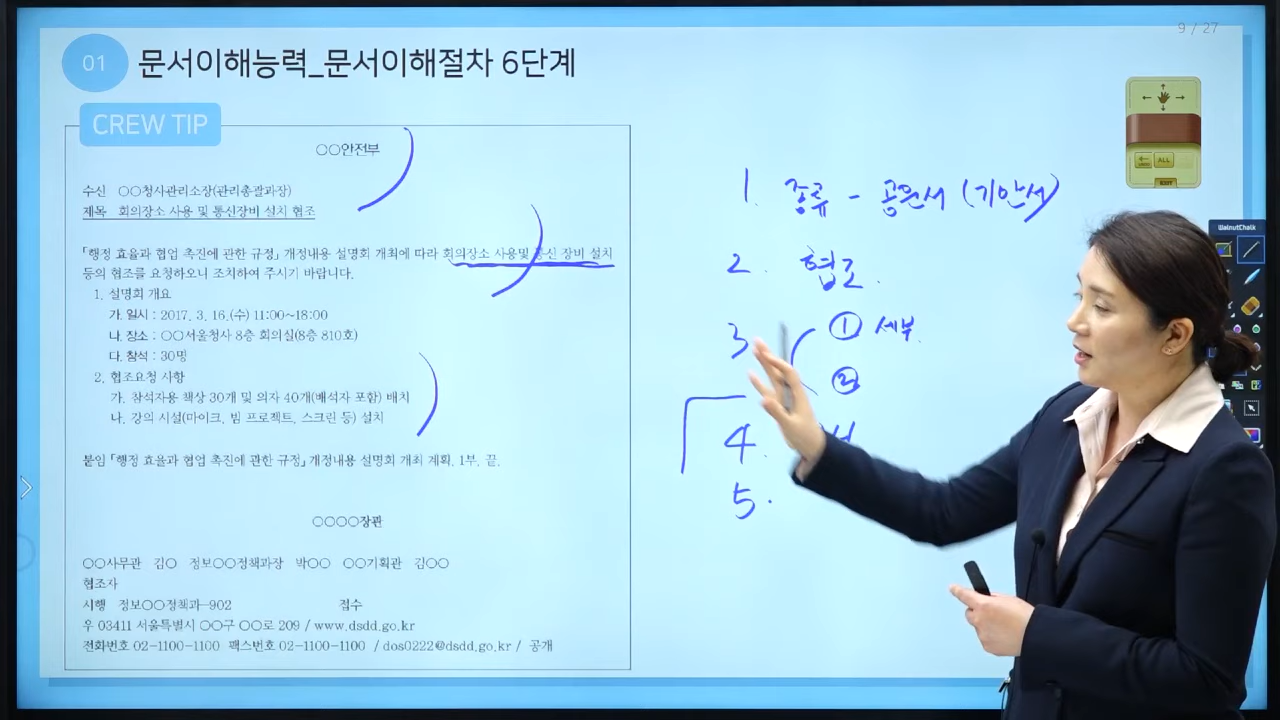 9 / 27
01 문서이해능력_문서이해절차 6단계
CREW TIP
○○안전부
수신 ○○청사관리소장(관리총괄과장)
제목 회의장소 사용 및 통신장비 설치 협조
「행정 효율과 협업 촉진에 관한 규정」 개정내용 설명회 개최에 따라 회의장소 사용및 통신 장비 설치
등의 협조를 요청하오니 조치하여 주시기 바랍니다.
1. 설명회 개요
가. 일시 : 2017. 3. 16.(수) 11:00~18:00
나. 장소 : ○○서울청사 8층 회의실(8층 810호)
다. 참석 : 30명
2. 협조요청 사항
가. 참석자용 책상 30개 및 의자 40개(배석자 포함) 배치
나. 강의 시설(마이크, 빔 프로젝트, 스크린 등) 설치
붙임 「행정 효율과 협업 촉진에 관한 규정」 개정내용 설명회 개최 계획, 1부. 끝.
○○○○장관
○○사무관 김○ 정보○○정책과장 박○○ ○○기획관 김○○
협조자
시행 정보○○정책과-902 접수
우 03411 서울특별시 ○○구 ○○로 209 / www.dsdd.go.kr
전화번호 02-1100-1100 팩스번호 02-1100-1100 / dos0222@dsdd.go.kr / 공개
1. 종류 - 공문서 (기안서)
2. 협조.
3 ① 세부.
②
4.
5.
ALL
EXIT
WalnutChalk